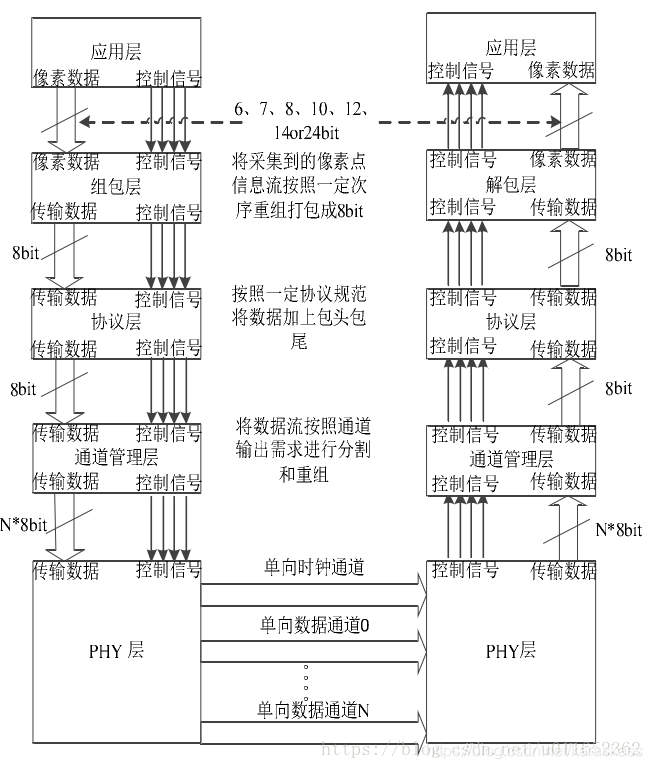 应用层
像素数据 控制信号
应用层
控制信号 像素数据
6、7、8、10、12、
14or24bit
像素数据 控制信号
组包层
传输数据 控制信号
将采集到的像素点
信息流按照一定次
序重组打包成8bit
控制信号 像素数据
解包层
控制信号 传输数据
8bit
8bit
传输数据 控制信号
协议层
传输数据 控制信号
按照一定协议规范
将数据加上包头包
尾
控制信号 传输数据
协议层
控制信号 传输数据
8bit
8bit
传输数据 控制信号
通道管理层
传输数据 控制信号
将数据流按照通道
输出需求进行分割
和重组
控制信号 传输数据
通道管理层
控制信号 传输数据
N*8bit
N*8bit
传输数据 控制信号
PHY 层
单向时钟通道
单向数据通道0
单向数据通道N
控制信号 传输数据
PHY层